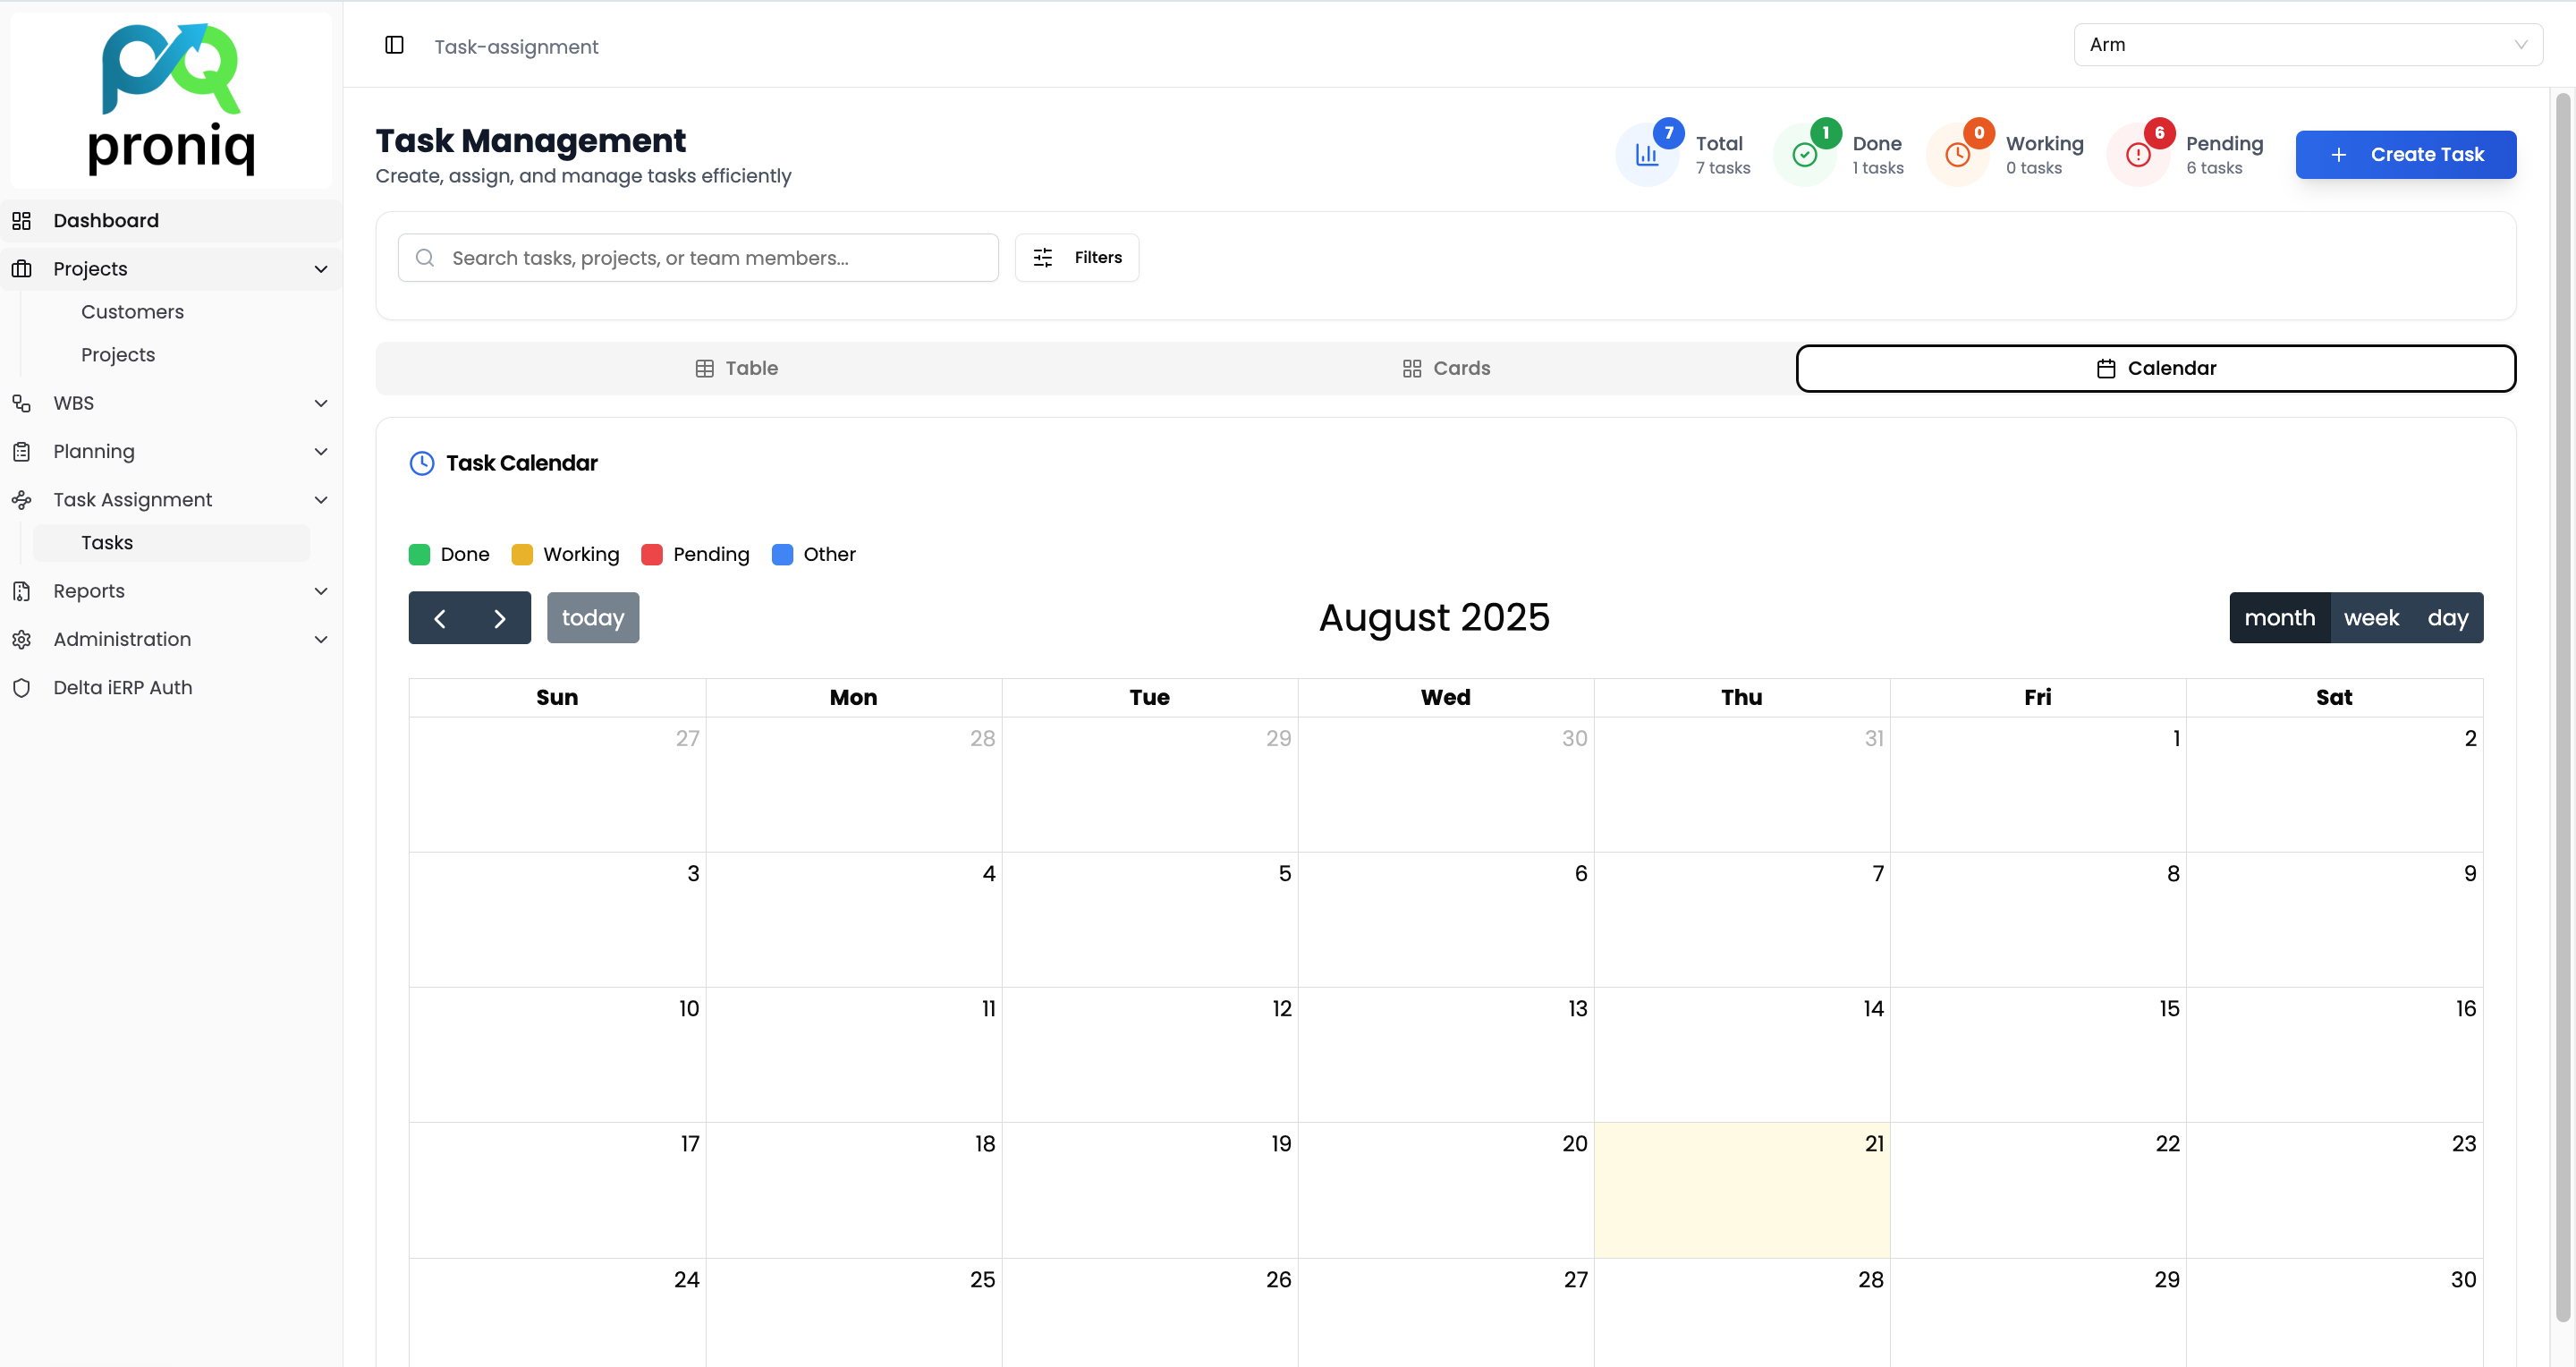 proniq
Dashboard
Projects
Customers
Projects
WBS
Planning
Task Assignment
Tasks
Reports
Administration
Delta iERP Auth
Task-assignment
Arm
Task Management
Create, assign, and manage tasks efficiently
7
Total
7 tasks
1
Done
1 tasks
0
Working
0 tasks
6
Pending
6 tasks
Create Task
Search tasks, projects, or team members...
Filters
Table
Cards
Calendar
Task Calendar
Done Working Pending Other
today
August 2025
month week day
Sun Mon Tue Wed Thu Fri Sat
27 28 29 30 31 1 2
3 4 5 6 7 8 9
10 11 12 13 14 15 16
17 18 19 20 21 22 23
24 25 26 27 28 29 30